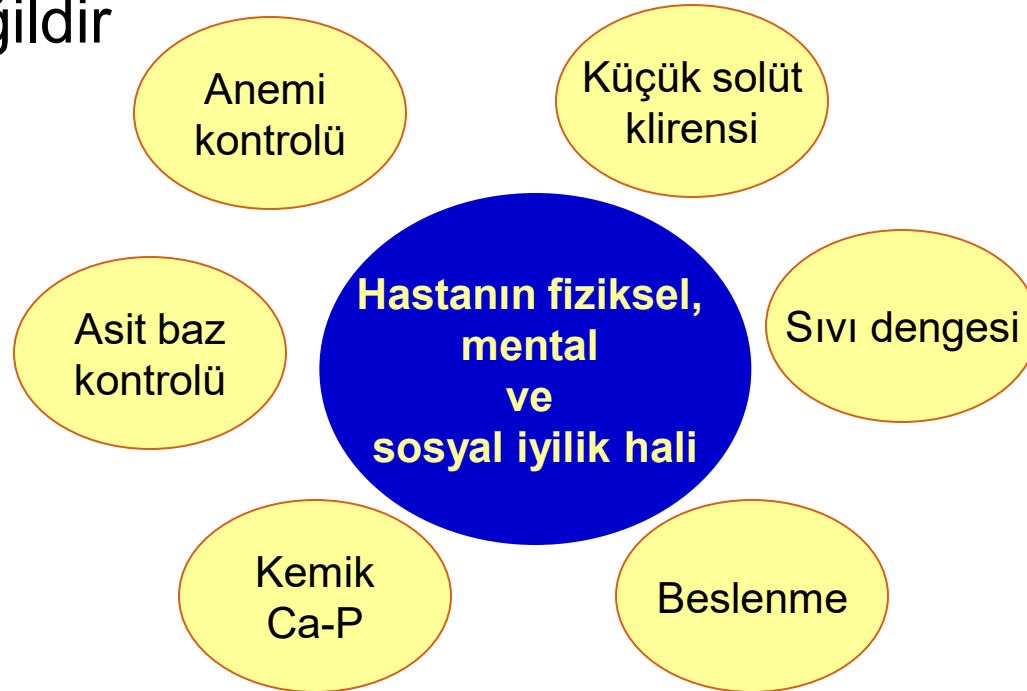 ğildir
Anemi
kontrolü
Küçük solüt
klirensi
Asit baz
kontrolü
Hastanın fiziksel,
mental
ve
sosyal iyilik hali
Sıvı dengesi
Kemik
Ca-P
Beslenme